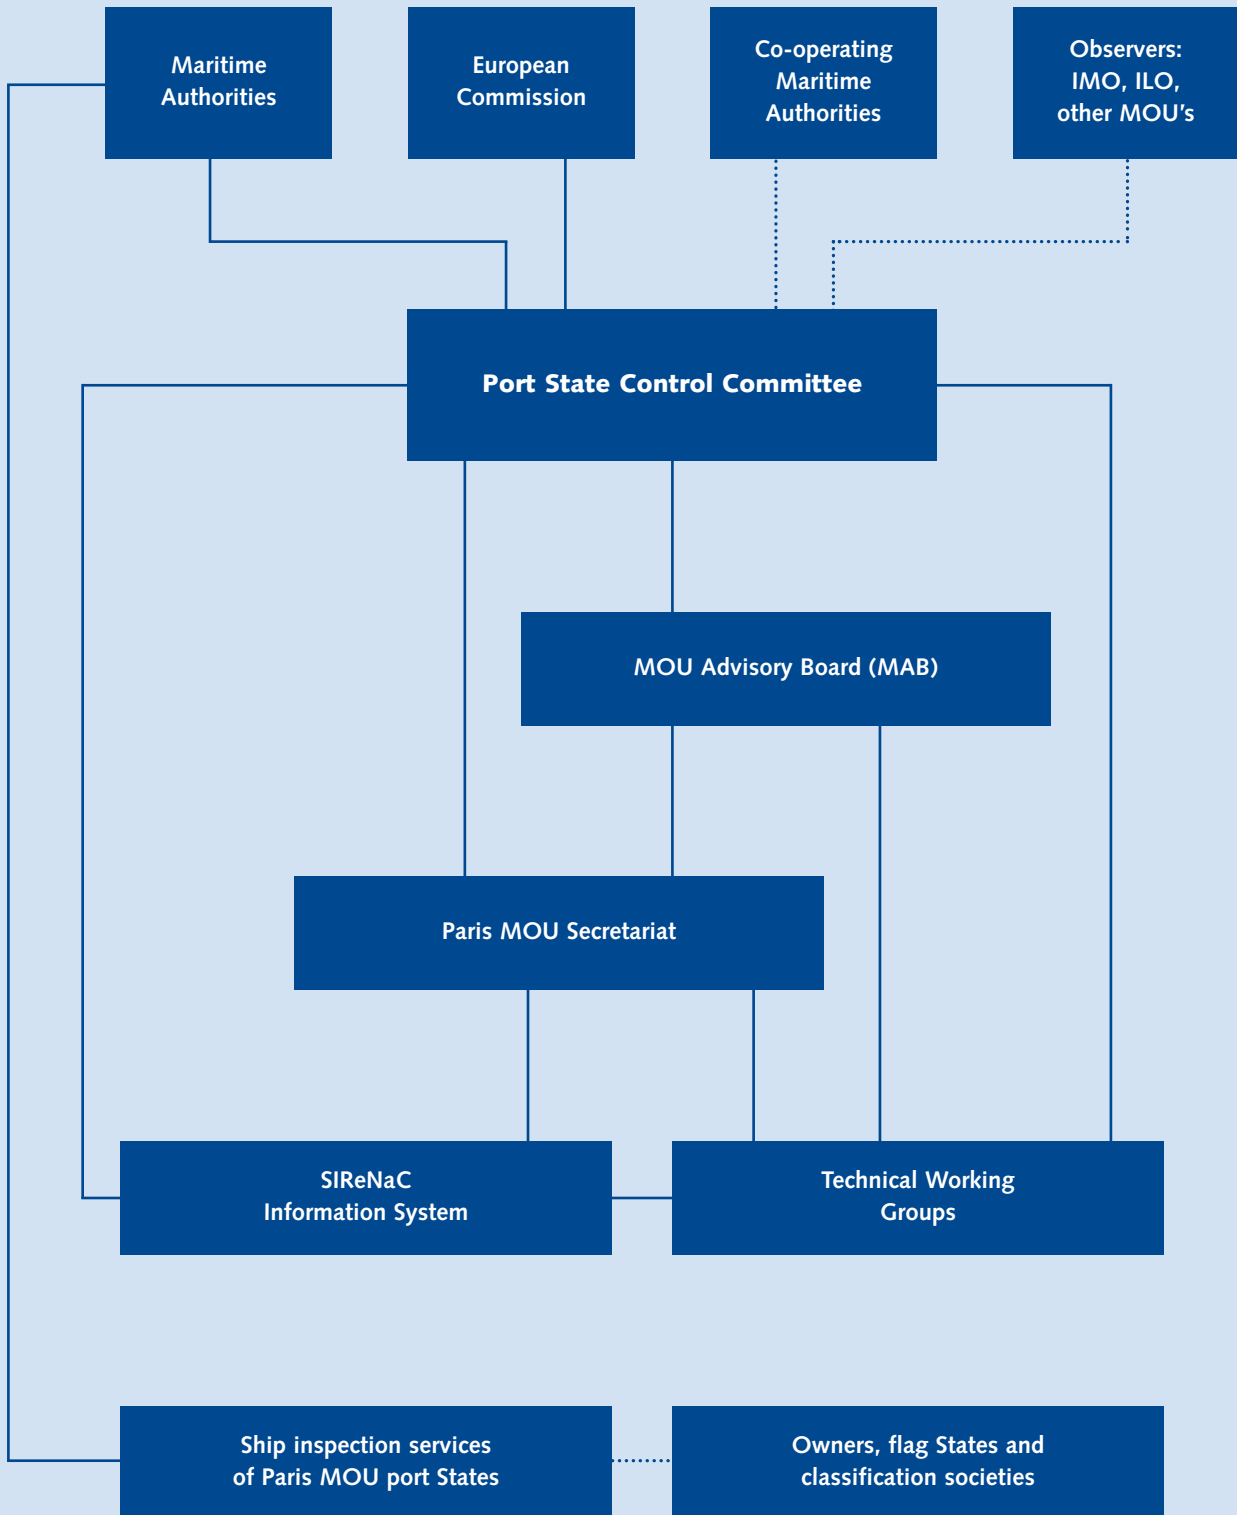 Maritime
Authorities
European
Commission
Co-operating
Maritime
Authorities
Observers:
IMO, ILO,
other MOU's
Port State Control Committee
MOU Advisory Board (MAB)
Paris MOU Secretariat
SIReNaC
Information System
Technical Working
Groups
Ship inspection services
of Paris MOU port States
Owners, flag States and
classification societies